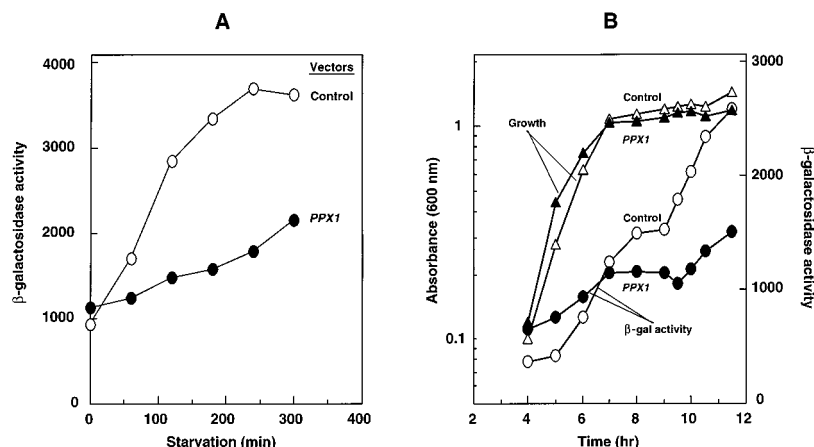 A
β-galactosidase activity
4000
3000
2000
1000
0
Vectors
Control
PPX1
0
100
200
300
400
Starvation (min)
B
Absorbance (600 nm)
1
0.1
Growth
Control
PPX1
Control
PPX1
β-gal activity
3000
2000
1000
0
β-galactosidase activity
2
4
6
8
10
12
Time (hr)